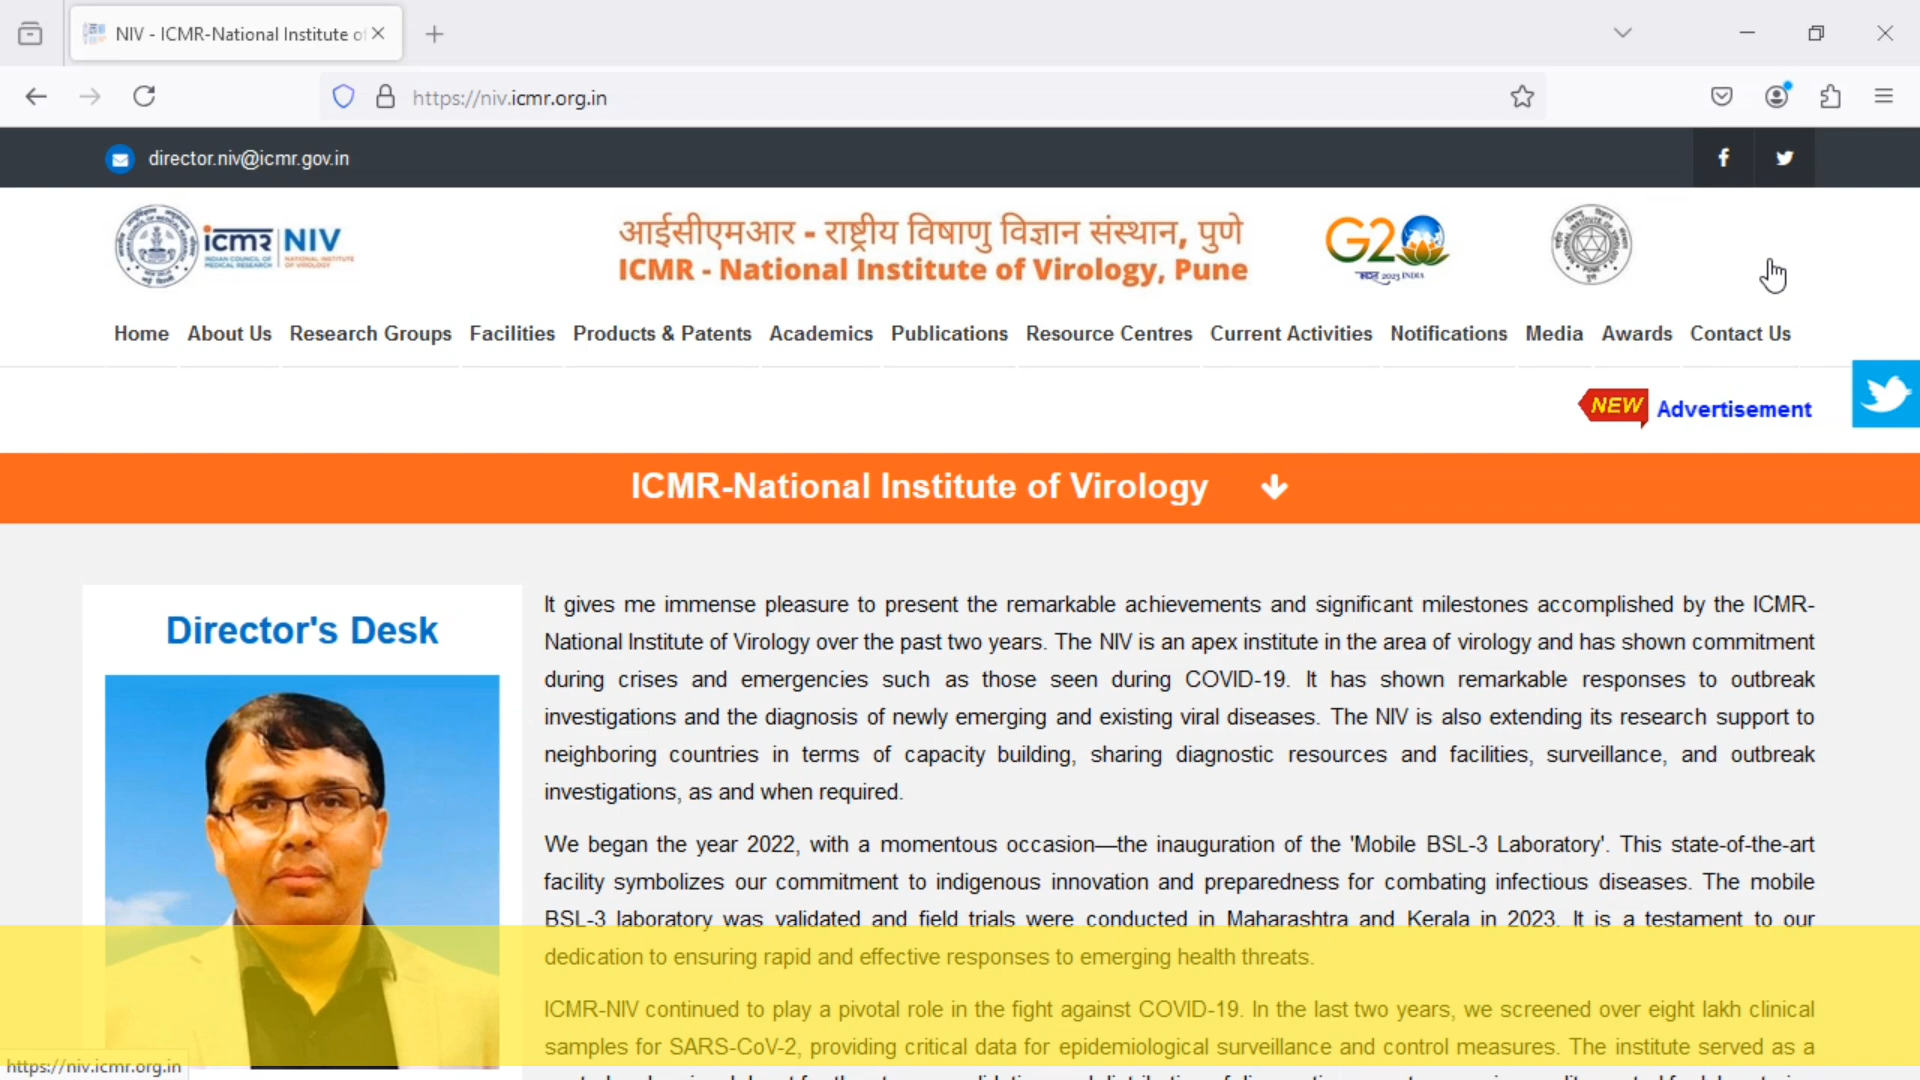 NIV - ICMR-National Institute o
https://niv.icmr.org.in
director.niv@icmr.gov.in
icmr NIV
INDIAN COUNCIL OF MEDICAL RESEARCH
NATIONAL INSTITUTE OF VIROLOGY
आईसीएमआर - राष्ट्रीय विषाणु विज्ञान संस्थान, पुणे
ICMR - National Institute of Virology, Pune
G20
भारत 2023 INDIA
Home About Us Research Groups Facilities Products & Patents Academics Publications Resource Centres Current Activities Notifications Media Awards Contact Us
NEW Advertisement
ICMR-National Institute of Virology
Director's Desk
It gives me immense pleasure to present the remarkable achievements and significant milestones accomplished by the ICMR-
National Institute of Virology over the past two years. The NIV is an apex institute in the area of virology and has shown commitment
during crises and emergencies such as those seen during COVID-19. It has shown remarkable responses to outbreak
investigations and the diagnosis of newly emerging and existing viral diseases. The NIV is also extending its research support to
neighboring countries in terms of capacity building, sharing diagnostic resources and facilities, surveillance, and outbreak
investigations, as and when required.
We began the year 2022, with a momentous occasion—the inauguration of the 'Mobile BSL-3 Laboratory'. This state-of-the-art
facility symbolizes our commitment to indigenous innovation and preparedness for combating infectious diseases. The mobile
BSL-3 laboratory was validated and field trials were conducted in Maharashtra and Kerala in 2023. It is a testament to our
dedication to ensuring rapid and effective responses to emerging health threats.
ICMR-NIV continued to play a pivotal role in the fight against COVID-19. In the last two years, we screened over eight lakh clinical
samples for SARS-CoV-2, providing critical data for epidemiological surveillance and control measures. The institute served as a
https://niv.icmr.org.in